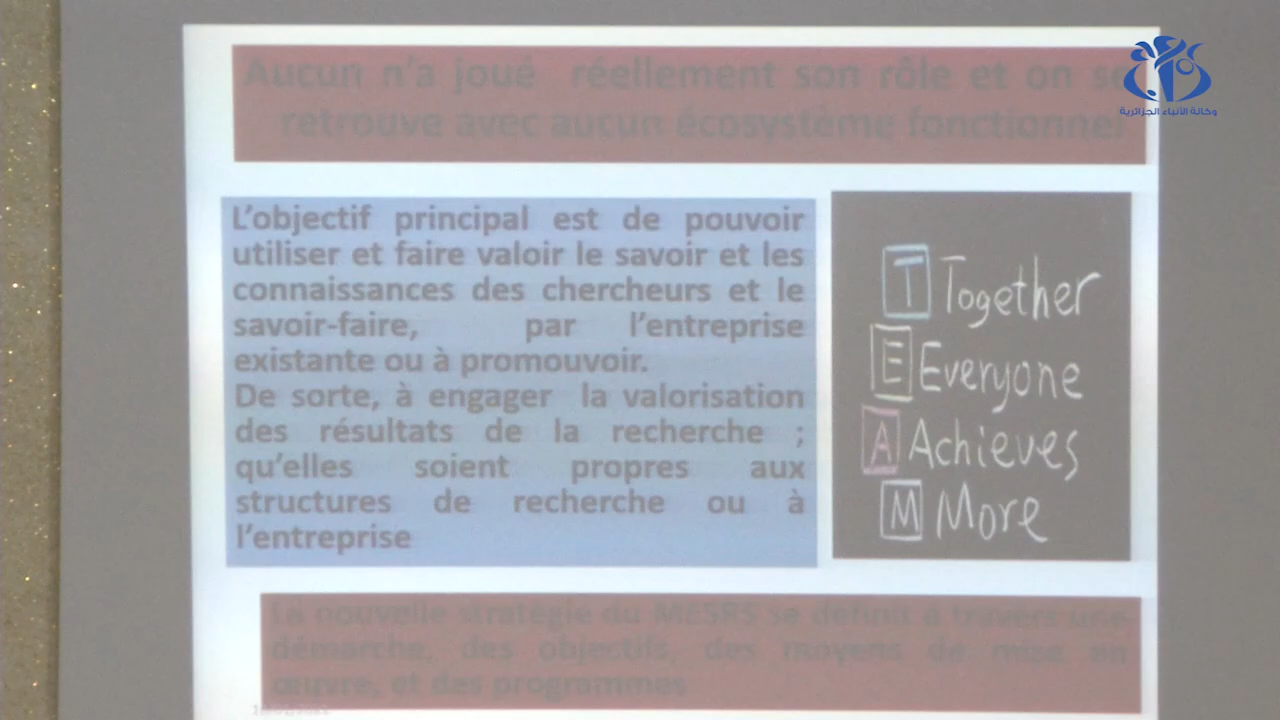 Aucun n'a joué réellement son rôle et on se
retrouve avec aucun écosystème fonctionnel
وكالة الأنباء الجزائرية
L'objectif principal est de pouvoir
utiliser et faire valoir le savoir et les
connaissances des chercheurs et le
savoir-faire, par l'entreprise
existante ou à promouvoir.
De sorte, à engager la valorisation
des résultats de la recherche ;
qu'elles soient propres aux
structures de recherche ou à
l'entreprise
T Together
E Everyone
A Achieves
M More
La nouvelle stratégie du MESRS se définit à travers une
démarche, des objectifs, des moyens de mise en
œuvre, et des programmes